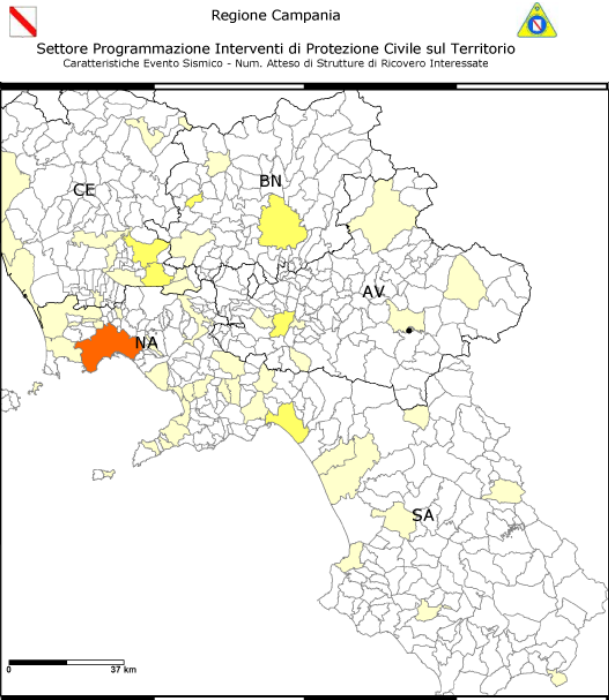 Regione Campania
Settore Programmazione Interventi di Protezione Civile sul Territorio
Caratteristiche Evento Sismico - Num. Atteso di Strutture di Ricovero Interessate
BN
CE
AV
NA
SA
0
37 km